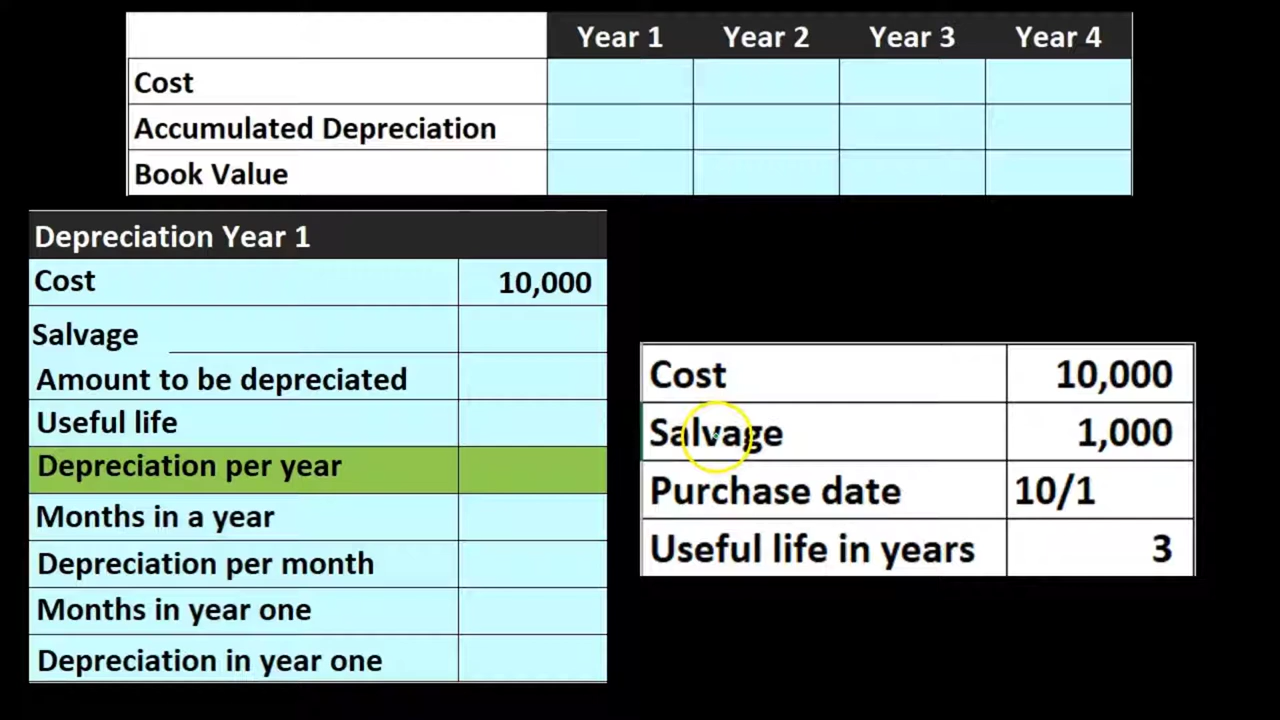 Year 1 Year 2 Year 3 Year 4
Cost
Accumulated Depreciation
Book Value
Depreciation Year 1
Cost 10,000
Salvage
Amount to be depreciated
Useful life
Depreciation per year
Months in a year
Depreciation per month
Months in year one
Depreciation in year one
Cost 10,000
Salvage 1,000
Purchase date 10/1
Useful life in years 3